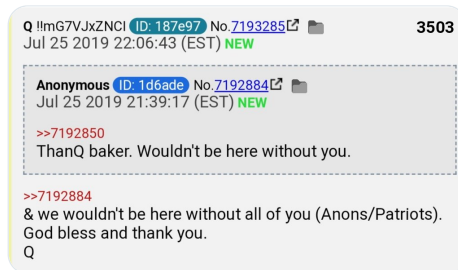 Q !!mG7VJxZNCI ID: 187e97 No.7193285 3503
Jul 25 2019 22:06:43 (EST) NEW
Anonymous ID: 1d6ade No.7192884
Jul 25 2019 21:39:17 (EST) NEW
>>7192850
ThanQ baker. Wouldn't be here without you.
>>7192884
& we wouldn't be here without all of you (Anons/Patriots).
God bless and thank you.
Q